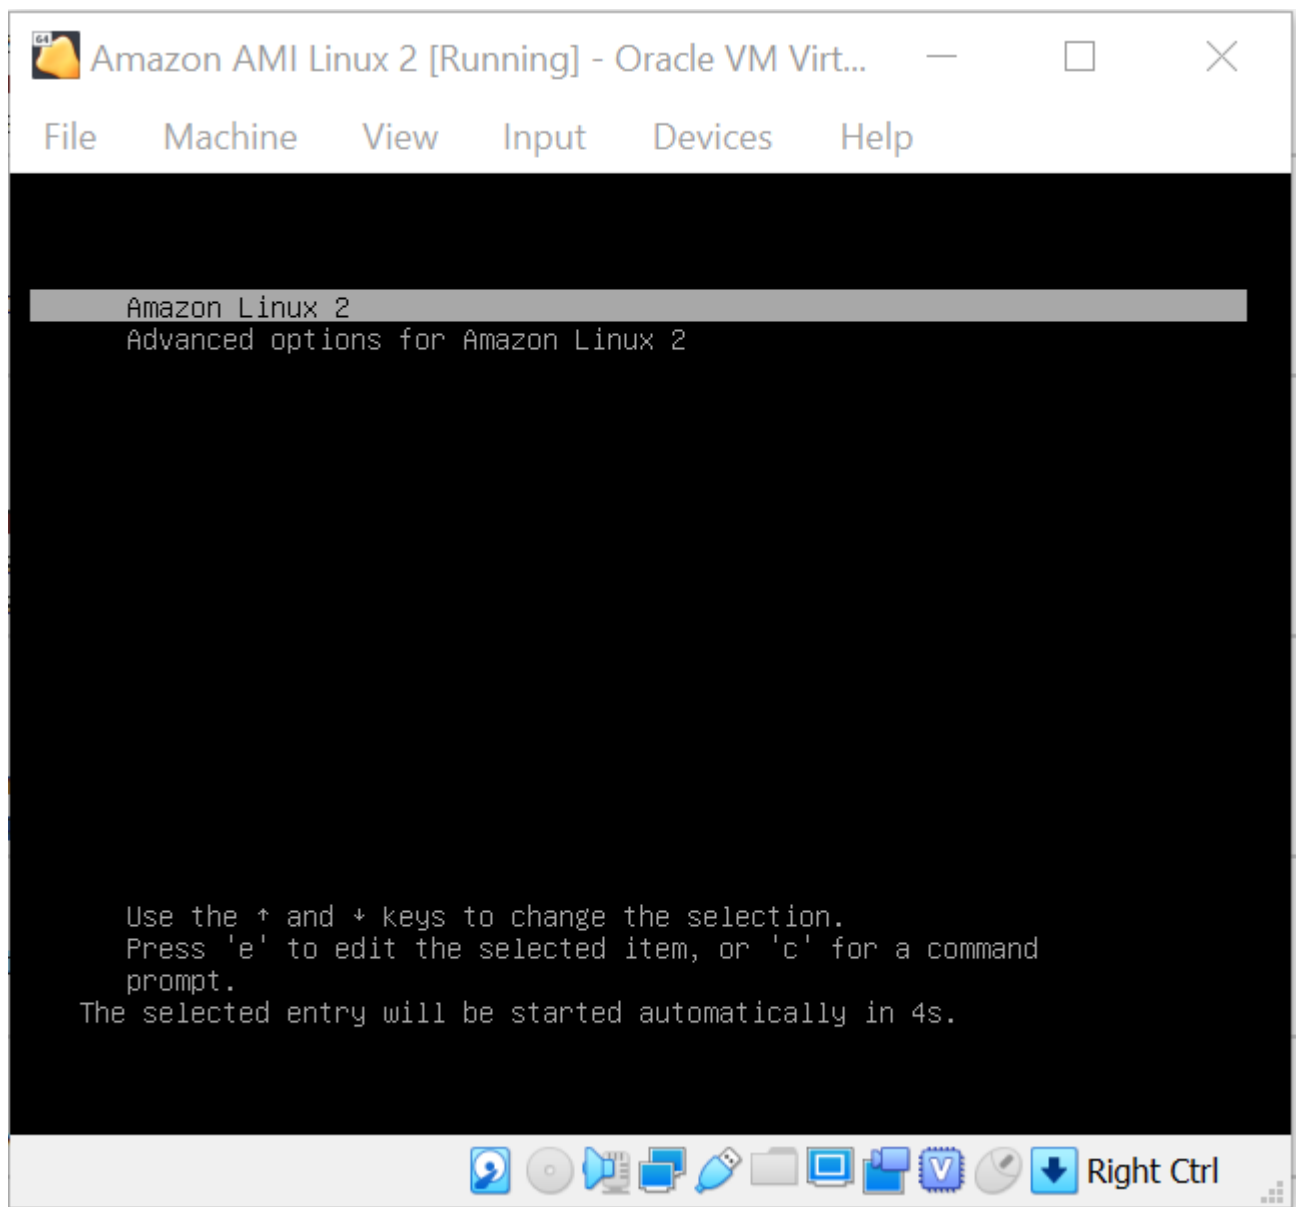 64
Amazon AMI Linux 2 [Running] - Oracle VM Virt...
File Machine View Input Devices Help
Amazon Linux 2
Advanced options for Amazon Linux 2
Use the ↑ and ↓ keys to change the selection.
Press 'e' to edit the selected item, or 'c' for a command
prompt.
The selected entry will be started automatically in 4s.
V
Right Ctrl